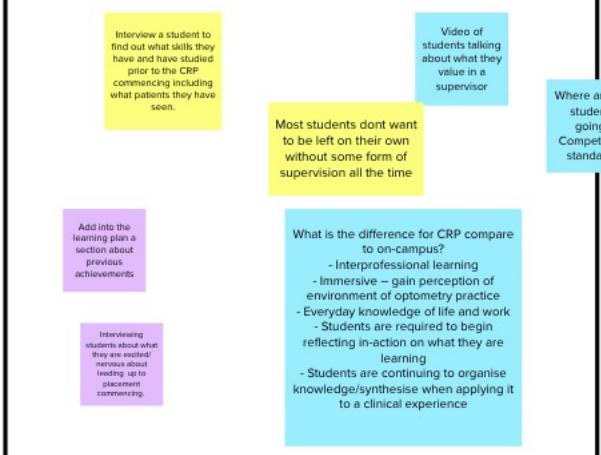 Interview a student to
find out what skills they
have and have studied
prior to the CRP
commencing including
what patients they have
seen.
Video of
students talking
about what they
value in a
supervisor
Most students dont want
to be left on their own
without some form of
supervision all the time
Where
going
Add into the
learning plan a
section about
previous
achievements
What is the difference for CRP compare
to on-campus?
- Interprofessional learning
- Immersive – gain perception of
environment of optometry practice
- Everyday knowledge of life and work
- Students are required to begin
reflecting in-action on what they are
learning
- Students are continuing to organise
knowledge/synthesise when applying it
to a clinical experience
Interviewing
students about what
they are excited/
nervous about
leading up to
placement
commencing.